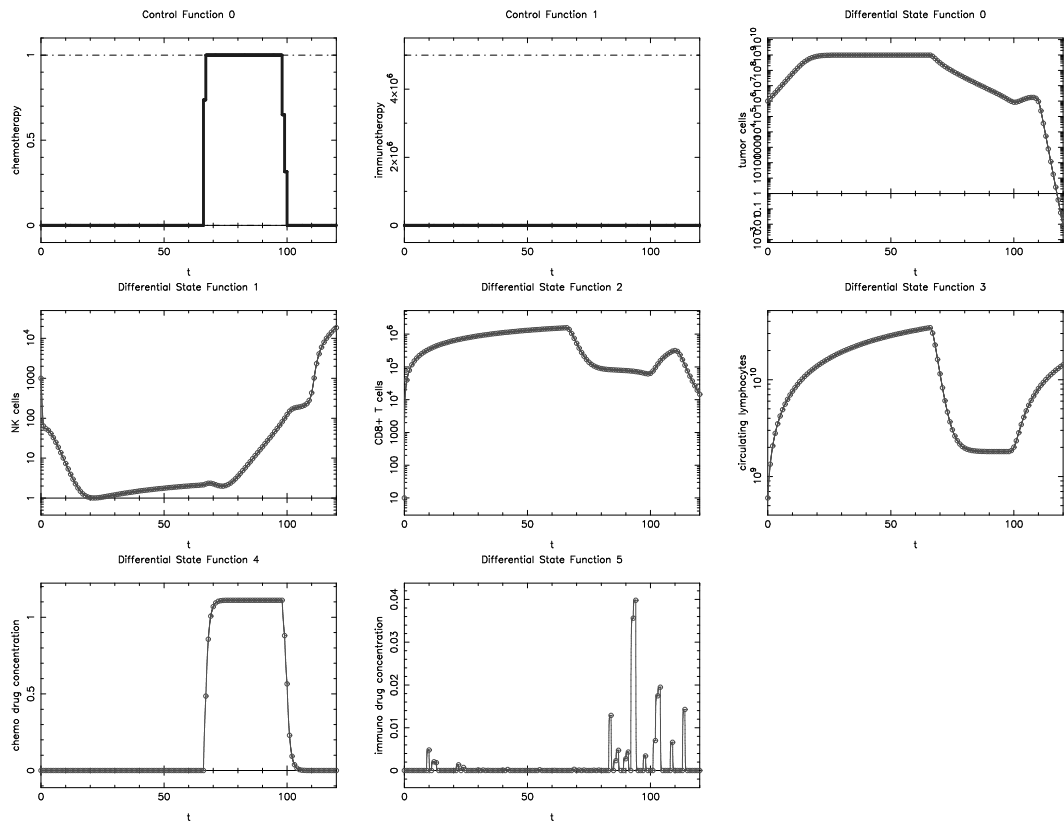 Control Function 0
chemotherapy
0
0.5
1
0 50 100
t
Control Function 1
immunotherapy
0
2×10⁶
4×10⁶
0 50 100
t
Differential State Function 0
tumor cells
0 50 100
t
Differential State Function 1
NK cells
1
10
100
1000
10⁴
0 50 100
t
Differential State Function 2
CD8+ T cells
10
100
1000
10⁴
10⁵
10⁶
0 50 100
t
Differential State Function 3
circulating lymphocytes
10⁹
10¹⁰
0 50 100
t
Differential State Function 4
chemo drug concentration
0
0.5
1
0 50 100
t
Differential State Function 5
immuno drug concentration
0
0.01
0.02
0.03
0.04
0 50 100
t